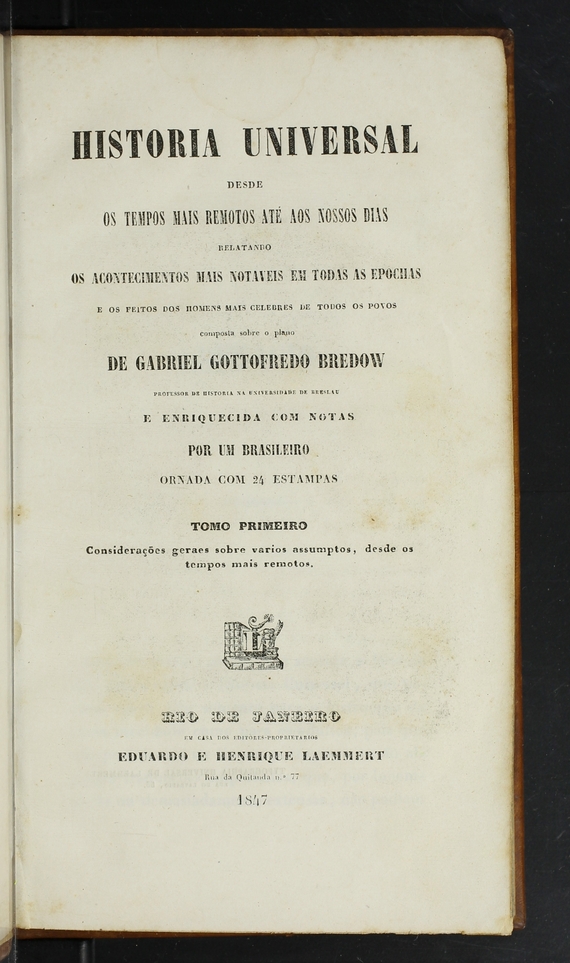 HISTORIA UNIVERSAL
DESDE
OS TEMPOS MAIS REMOTOS ATÉ AOS NOSSOS DIAS
RELATANDO
OS ACONTECIMENTOS MAIS NOTAVEIS EM TODAS AS EPOCHAS
E OS FEITOS DOS HOMENS MAIS CELEBRES DE TODOS OS POVOS
composta sobre o plano
DE GABRIEL GOTTOFREDO BREDOW
PROFESSOR DE HISTORIA NA UNIVERSIDADE DE BRESLAU
E ENRIQUECIDA COM NOTAS
POR UM BRASILEIRO
ORNADA COM 24 ESTAMPAS
TOMO PRIMEIRO
Considerações geraes sobre varios assumptos, desde os
tempos mais remotos.
RIO DE JANEIRO
EM CASA DOS EDITORES-PROPRIETARIOS
EDUARDO E HENRIQUE LAEMMERT
Rua da Quitanda n.º 77
1847